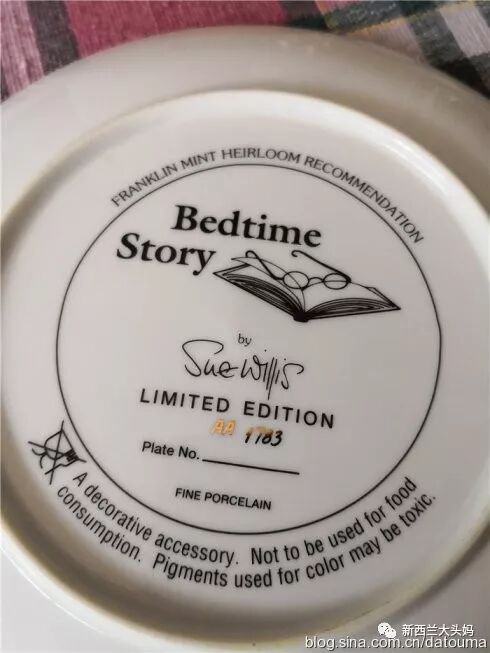 FRANKLIN MINT HEIRLOOM RECOMMENDATION
Bedtime
Story
by
Sue Willis
LIMITED EDITION
AA 1783
Plate No.
FINE PORCELAIN
A decorative accessory. Not to be used for food
consumption. Pigments used for color may be toxic.
新西兰大头妈
blog.sina.com.cn/datouma